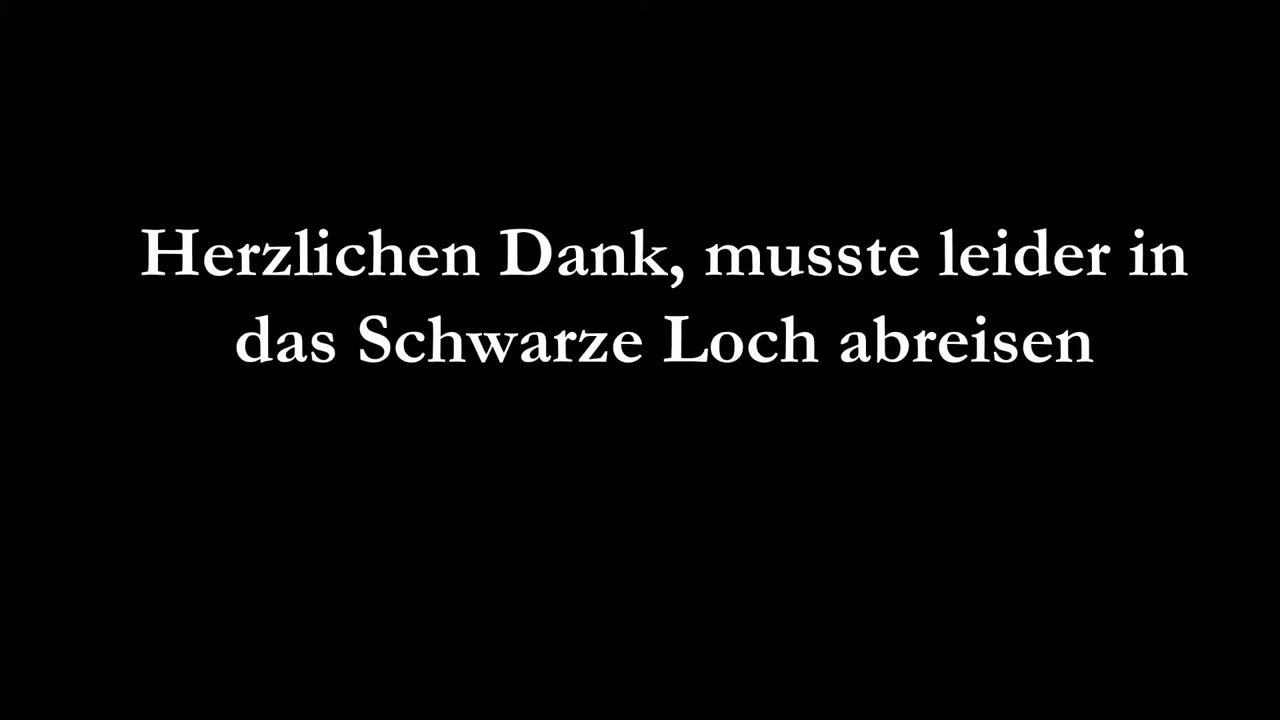 Herzlichen Dank, musste leider in
das Schwarze Loch abreisen